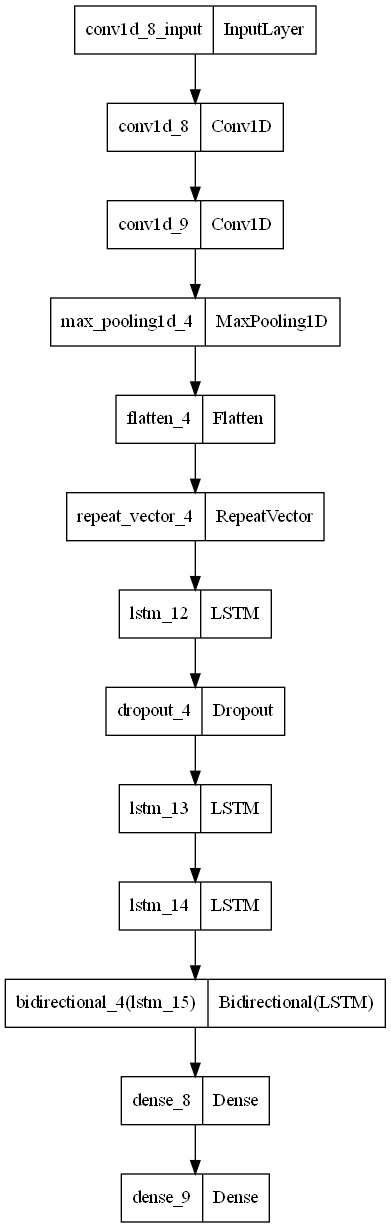 conv1d_8_input InputLayer
conv1d_8 Conv1D
conv1d_9 Conv1D
max_pooling1d_4 MaxPooling1D
flatten_4 Flatten
repeat_vector_4 RepeatVector
lstm_12 LSTM
dropout_4 Dropout
lstm_13 LSTM
lstm_14 LSTM
bidirectional_4(lstm_15) Bidirectional(LSTM)
dense_8 Dense
dense_9 Dense